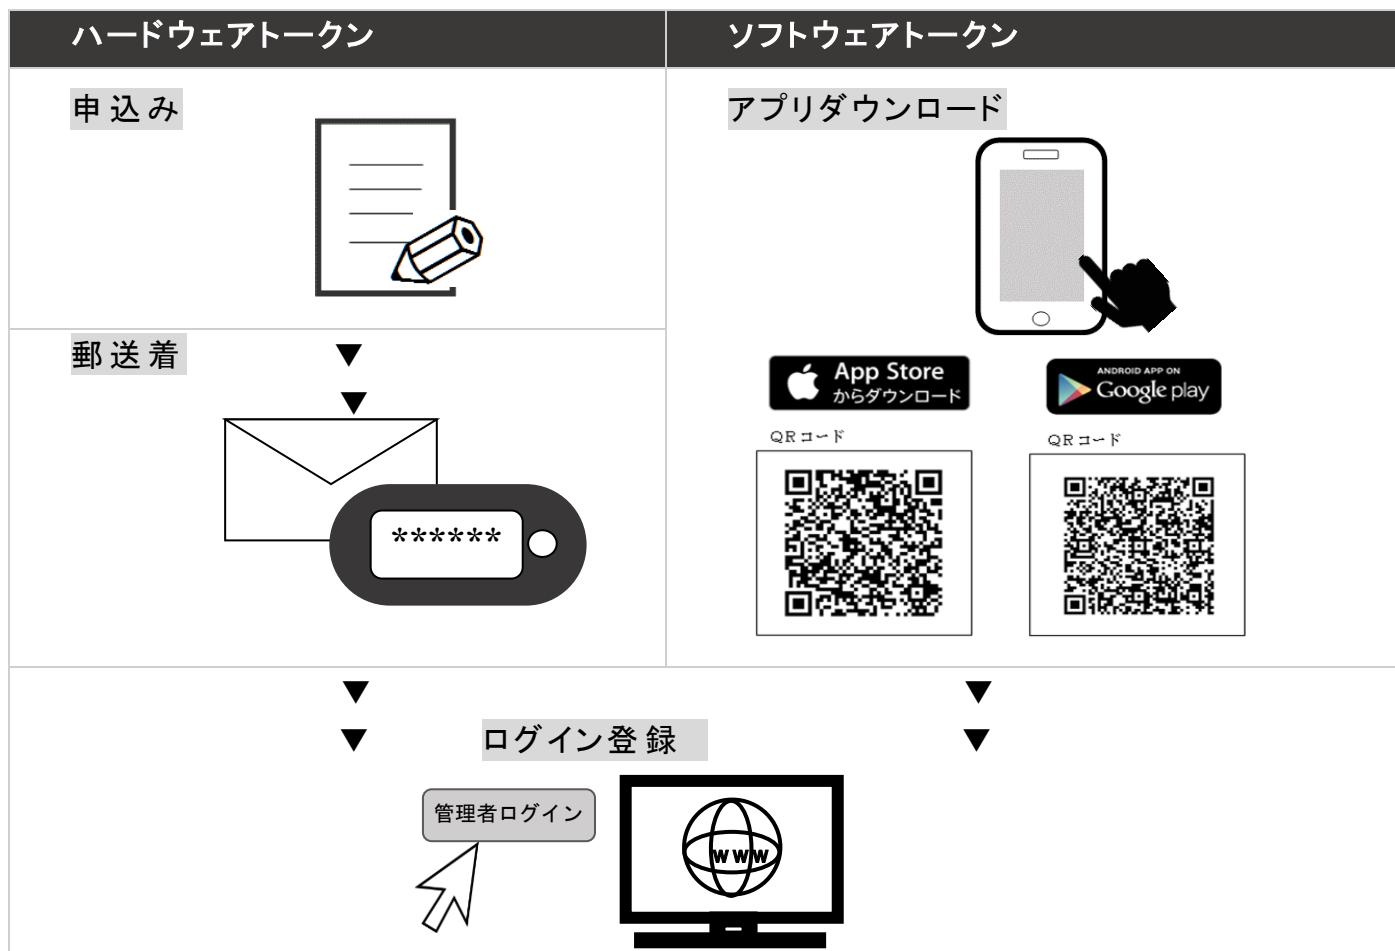 ハードウェアトークン
ソフトウェアトークン
申込み
アプリダウンロード
郵送着
App Store
からダウンロード
ANDROID APP ON
Google play
QRコード
QRコード
******
ログイン登録
管理者ログイン
WWW